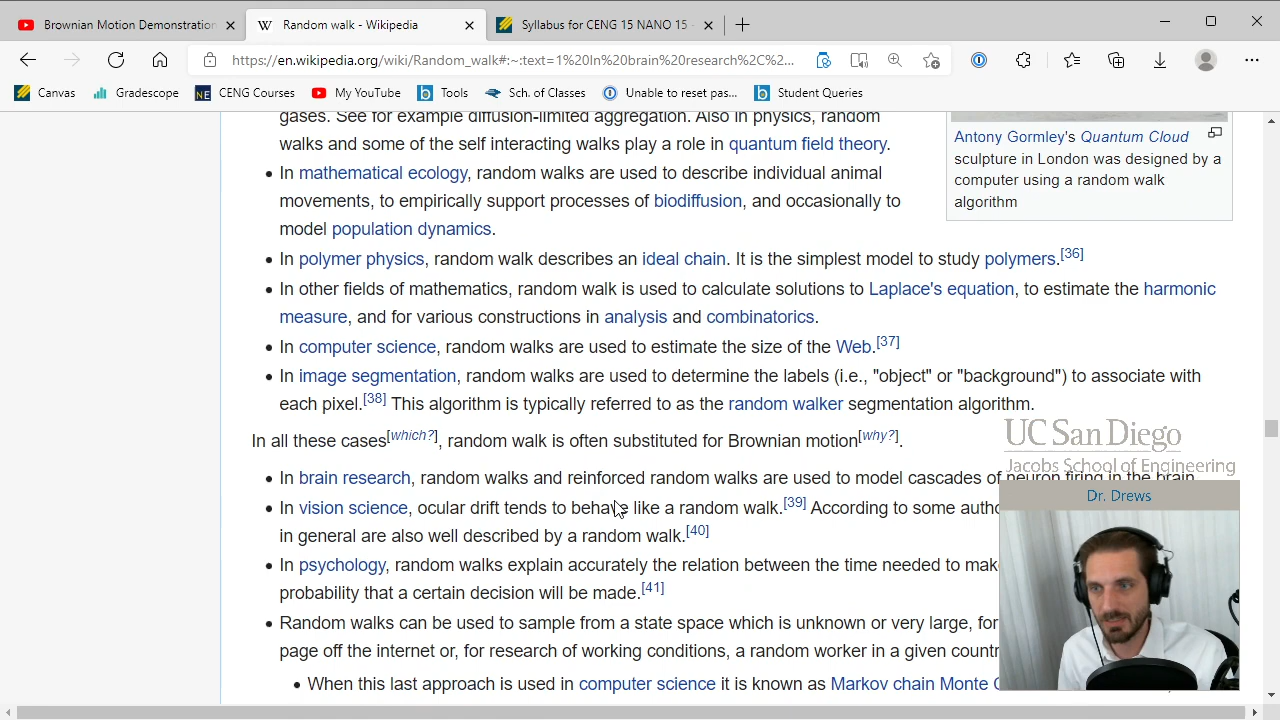 Brownian Motion Demonstration
Random walk - Wikipedia
Syllabus for CENG 15 NANO 15 -
https://en.wikipedia.org/wiki/Random_walk#:~:text=1%20In%20brain%20research%2C%2...
Canvas
Gradescope
CENG Courses
My YouTube
Tools
Sch. of Classes
Unable to reset pas...
Student Queries
gases. See for example diffusion-limited aggregation. Also in physics, random
walks and some of the self interacting walks play a role in quantum field theory.
• In mathematical ecology, random walks are used to describe individual animal
movements, to empirically support processes of biodiffusion, and occasionally to
model population dynamics.
Antony Gormley's Quantum Cloud
sculpture in London was designed by a
computer using a random walk
algorithm
• In polymer physics, random walk describes an ideal chain. It is the simplest model to study polymers.[36]
• In other fields of mathematics, random walk is used to calculate solutions to Laplace's equation, to estimate the harmonic
measure, and for various constructions in analysis and combinatorics.
• In computer science, random walks are used to estimate the size of the Web.[37]
• In image segmentation, random walks are used to determine the labels (i.e., "object" or "background") to associate with
each pixel.[38] This algorithm is typically referred to as the random walker segmentation algorithm.
In all these cases[which?], random walk is often substituted for Brownian motion[why?].
• In brain research, random walks and reinforced random walks are used to model cascades of neuron firing in the brain.
• In vision science, ocular drift tends to behave like a random walk.[39] According to some autho
in general are also well described by a random walk.[40]
• In psychology, random walks explain accurately the relation between the time needed to mak
probability that a certain decision will be made.[41]
• Random walks can be used to sample from a state space which is unknown or very large, for
page off the internet or, for research of working conditions, a random worker in a given countr
• When this last approach is used in computer science it is known as Markov chain Monte C
UC San Diego
Jacobs School of Engineering
Dr. Drews